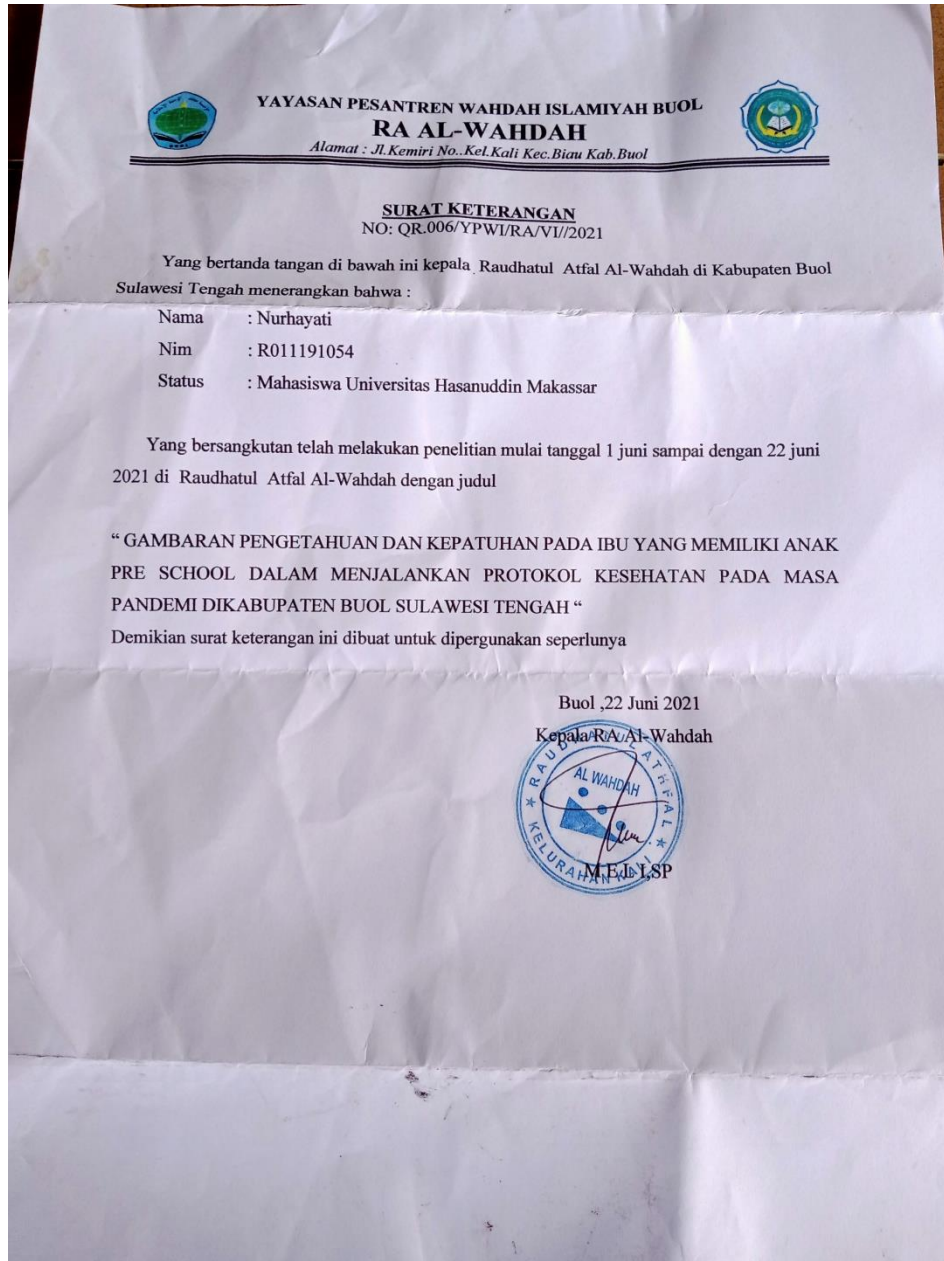 YAYASAN PESANTREN WAHDAH ISLAMIYAH BUOL
RA AL-WAHDAH
Alamat : Jl.Kemiri No..Kel.Kali Kec.Biau Kab.Buol
SURAT KETERANGAN
NO: QR.006/YPWI/RA/VI//2021
Yang bertanda tangan di bawah ini kepala Raudhatul Atfal Al-Wahdah di Kabupaten Buol
Sulawesi Tengah menerangkan bahwa :
Nama : Nurhayati
Nim : R011191054
Status : Mahasiswa Universitas Hasanuddin Makassar
Yang bersangkutan telah melakukan penelitian mulai tanggal 1 juni sampai dengan 22 juni
2021 di Raudhatul Atfal Al-Wahdah dengan judul
“ GAMBARAN PENGETAHUAN DAN KEPATUHAN PADA IBU YANG MEMILIKI ANAK
PRE SCHOOL DALAM MENJALANKAN PROTOKOL KESEHATAN PADA MASA
PANDEMI DIKABUPATEN BUOL SULAWESI TENGAH “
Demikian surat keterangan ini dibuat untuk dipergunakan seperlunya
Buol ,22 Juni 2021
Kepala RA Al-Wahdah
RAUDHATUL ATHFAL
AL WAHDAH
KELURAHAN KALI